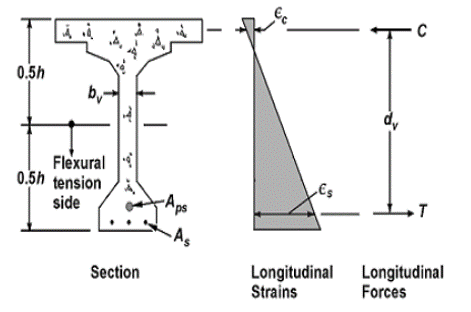 0.5h
b_v
0.5h
Flexural
tension
side
A_ps
A_s
Section
ϵ_c
ϵ_s
Longitudinal
Strains
C
d_v
T
Longitudinal
Forces